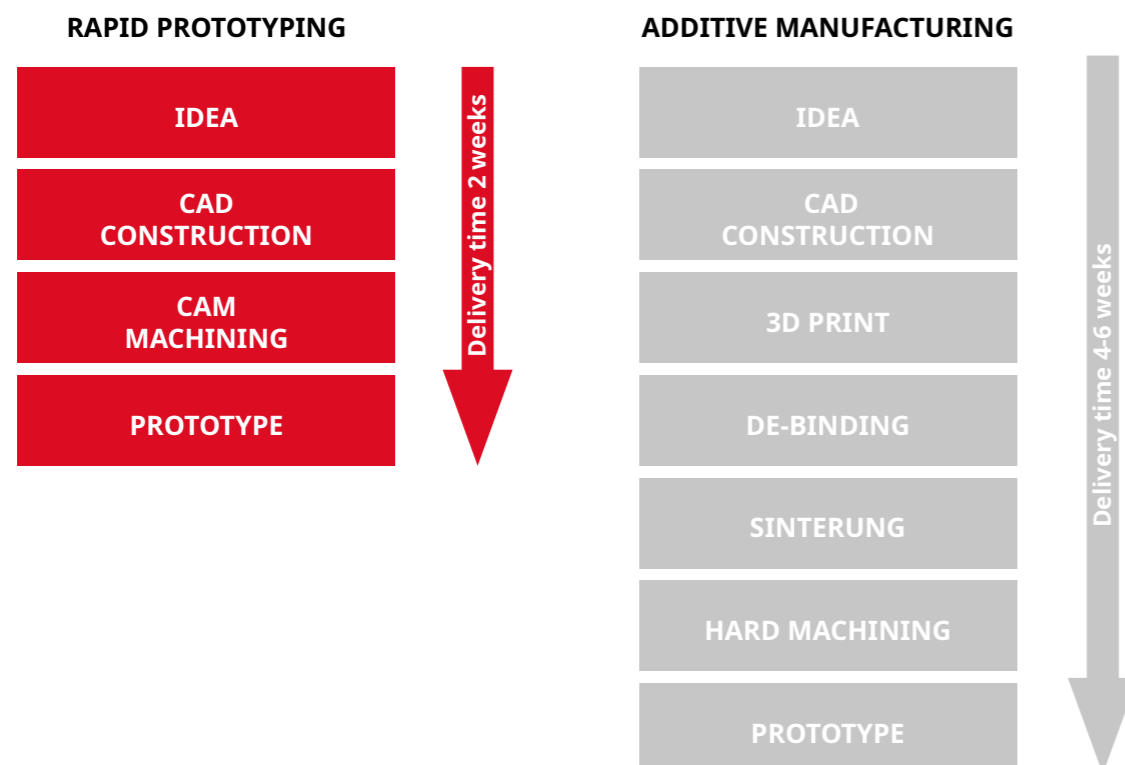 RAPID PROTOTYPING
IDEA
CAD
CONSTRUCTION
CAM
MACHINING
PROTOTYPE
Delivery time 2 weeks
ADDITIVE MANUFACTURING
IDEA
CAD
CONSTRUCTION
3D PRINT
DE-BINDING
SINTERUNG
HARD MACHINING
PROTOTYPE
Delivery time 4-6 weeks